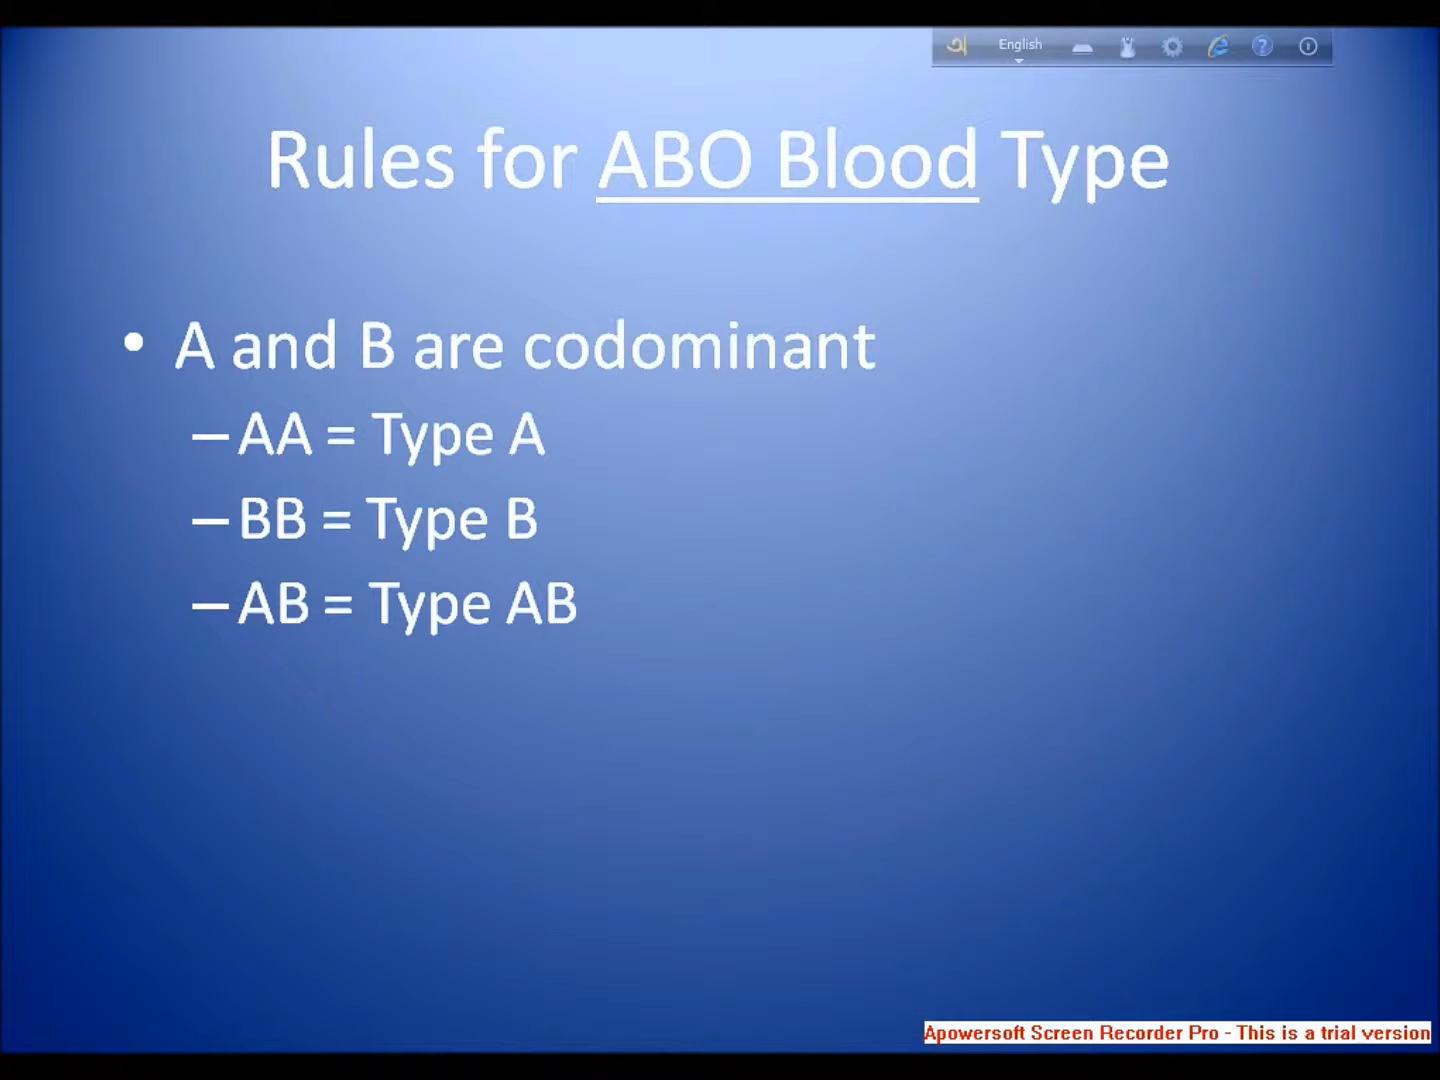 English
Rules for ABO Blood Type
• A and B are codominant
– AA = Type A
– BB = Type B
– AB = Type AB
Apowersoft Screen Recorder Pro - This is a trial version